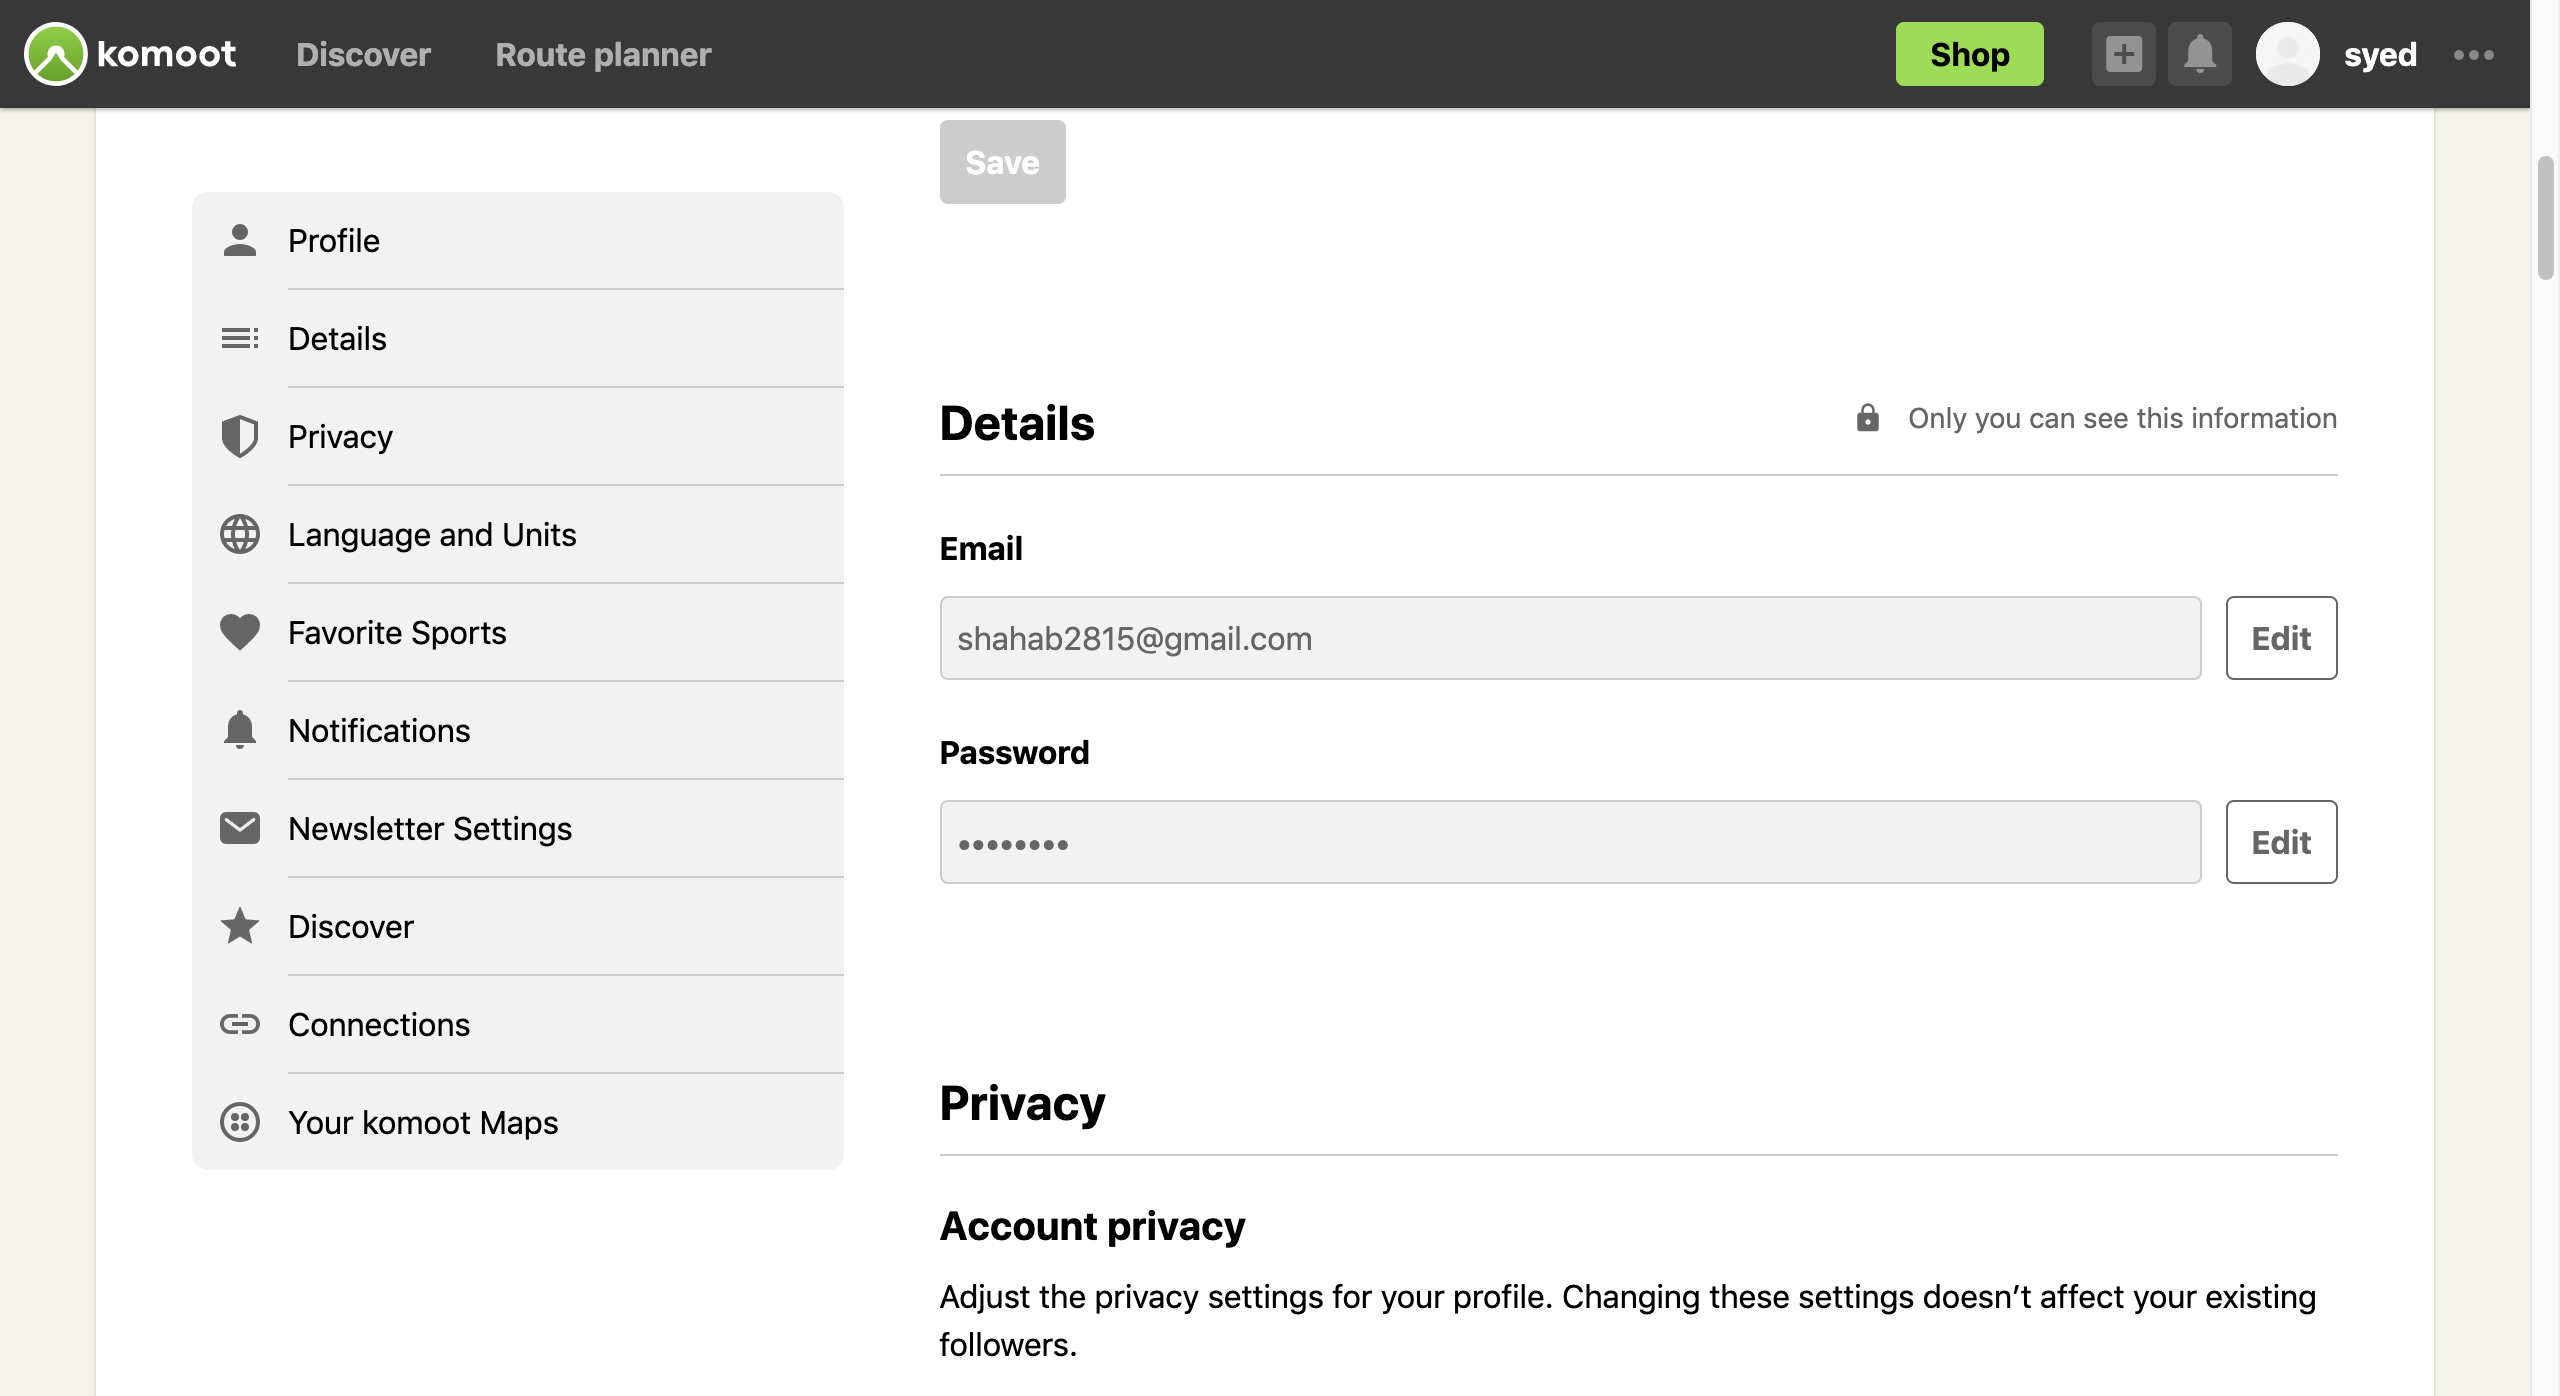 komoot
Discover
Route planner
Shop
syed
Save
Profile
Details
Privacy
Language and Units
Favorite Sports
Notifications
Newsletter Settings
Discover
Connections
Your komoot Maps
Details
Only you can see this information
Email
shahab2815@gmail.com
Edit
Password
••••••••
Edit
Privacy
Account privacy
Adjust the privacy settings for your profile. Changing these settings doesn’t affect your existing
followers.